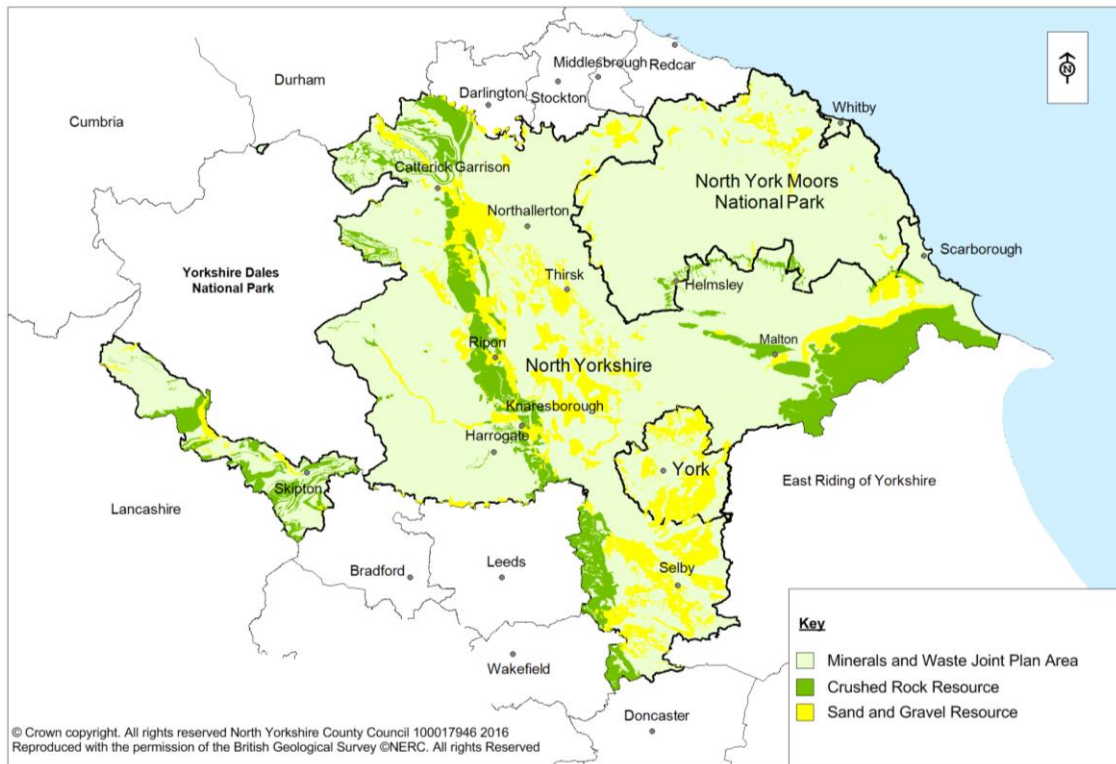 Middlesbrough
Redcar
Durham
Darlington
Stockton
N
Cumbria
Whitby
Catterick Garrison
North York Moors
National Park
Northallerton
Scarborough
Yorkshire Dales
National Park
Thirsk
Helmsley
Ripon
Malton
North Yorkshire
Knaresborough
Harrogate
York
Skipton
East Riding of Yorkshire
Lancashire
Bradford
Leeds
Selby
Key
Minerals and Waste Joint Plan Area
Wakefield
Crushed Rock Resource
Sand and Gravel Resource
Doncaster
© Crown copyright. All rights reserved North Yorkshire County Council 100017946 2016
Reproduced with the permission of the British Geological Survey ©NERC. All rights Reserved